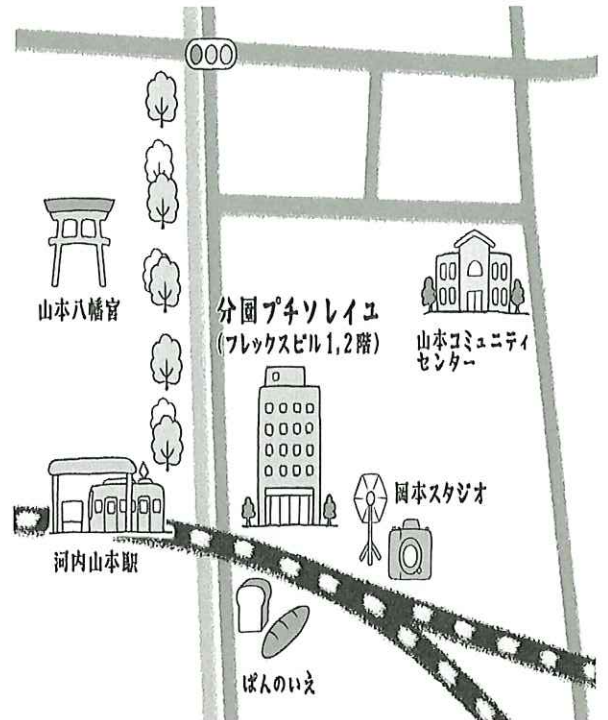 山本八幡宮
分園プチソレイユ
(フレックスビル1,2階)
山本コミュニティ
センター
岡本スタジオ
河内山本駅
ぱんのいえ